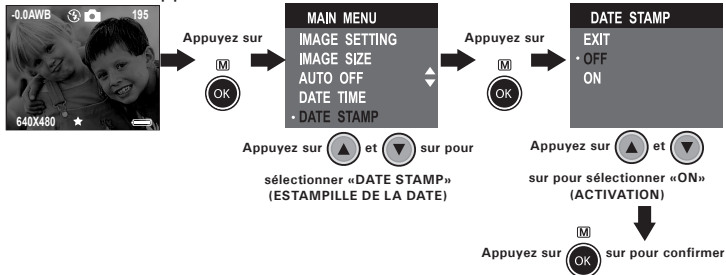 -0.0AWB 195
640X480
Appuyez sur
M
OK
MAIN MENU
IMAGE SETTING
IMAGE SIZE
AUTO OFF
DATE TIME
• DATE STAMP
Appuyez sur et sur pour
sélectionner «DATE STAMP»
(ESTAMPILLE DE LA DATE)
Appuyez sur
M
OK
DATE STAMP
EXIT
• OFF
ON
Appuyez sur et
sur pour sélectionner «ON»
(ACTIVATION)
M
Appuyez sur OK sur pour confirmer